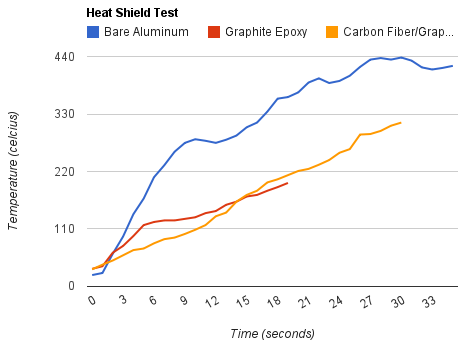 Heat Shield Test
Bare Aluminum Graphite Epoxy Carbon Fiber/Grap...
440
330
220
110
0
Temperature (celcius)
0 3 6 9 12 15 18 21 24 27 30 33
Time (seconds)